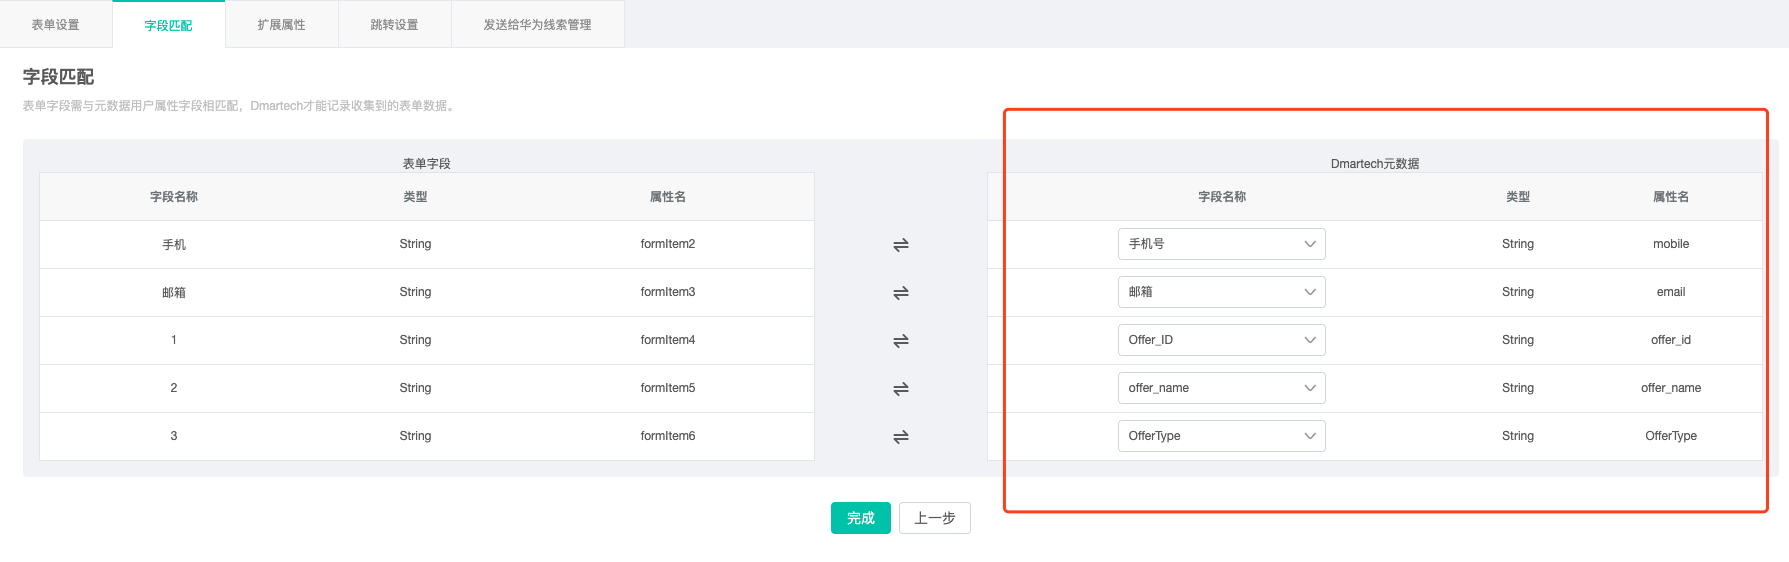 表单设置 字段匹配 扩展属性 跳转设置 发送给华为线索管理
字段匹配
表单字段需与元数据用户属性字段相匹配，Dmartech才能记录收集到的表单数据。
表单字段 Dmartech元数据
字段名称 类型 属性名 字段名称 类型 属性名
手机 String formItem2 ⇌ 手机号 String mobile
邮箱 String formItem3 ⇌ 邮箱 String email
1 String formItem4 ⇌ Offer_ID String offer_id
2 String formItem5 ⇌ offer_name String offer_name
3 String formItem6 ⇌ OfferType String OfferType
完成 上一步